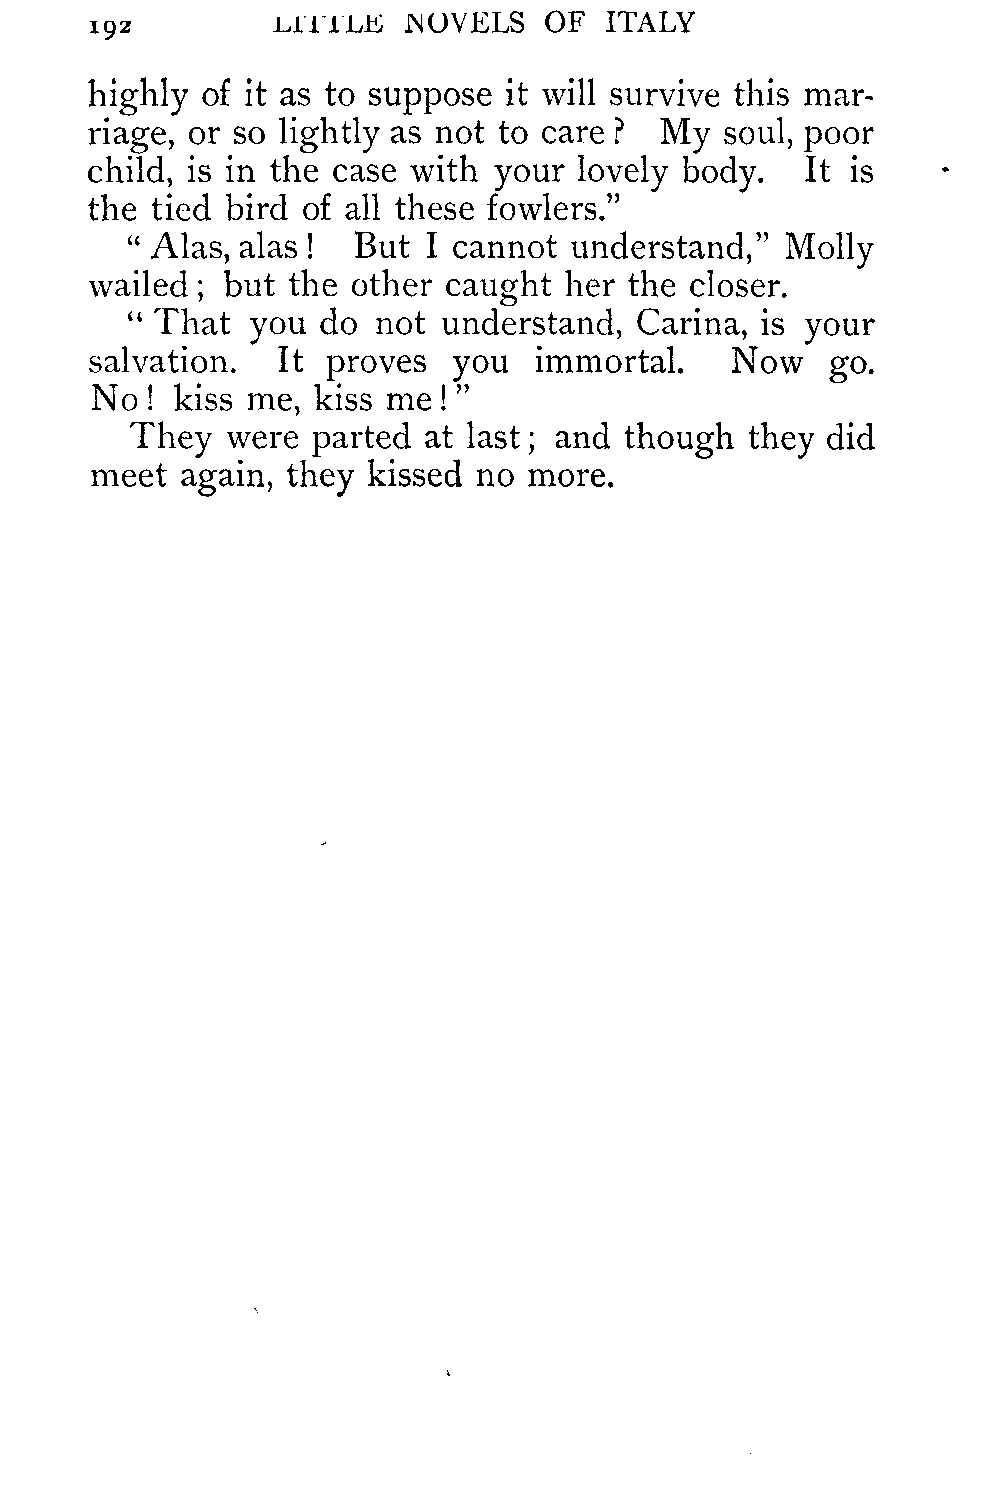 192 LITTLE NOVELS OF ITALY
highly of it as to suppose it will survive this mar-
riage, or so lightly as not to care? My soul, poor
child, is in the case with your lovely body. It is
the tied bird of all these fowlers.”
“Alas, alas! But I cannot understand,” Molly
wailed; but the other caught her the closer.
“That you do not understand, Carina, is your
salvation. It proves you immortal. Now go.
No! kiss me, kiss me!”
They were parted at last; and though they did
meet again, they kissed no more.